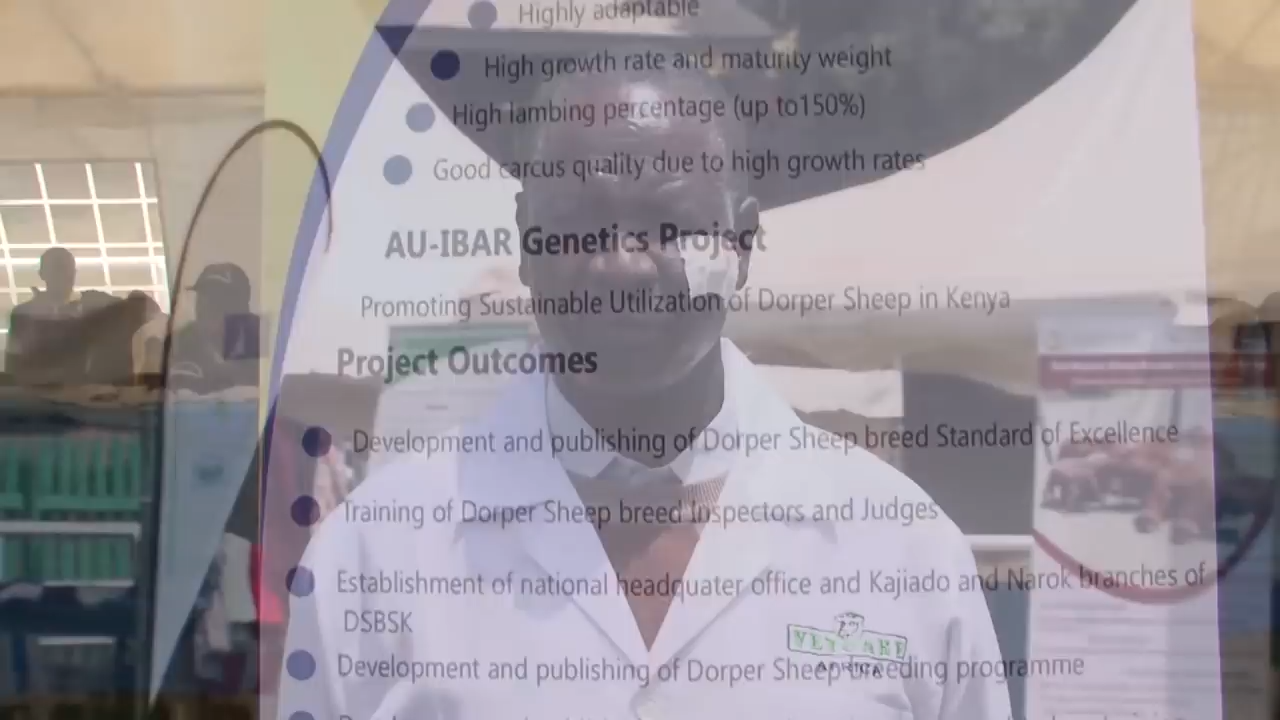 Highly adaptable
High growth rate and maturity weight
High lambing percentage (up to150%)
Good carcus quality due to high growth rates
AU-IBAR Genetics Project
Promoting Sustainable Utilization of Dorper Sheep in Kenya
Project Outcomes
Development and publishing of Dorper Sheep breed Standard of Excellence
Training of Dorper Sheep breed Inspectors and Judges
Establishment of national headquater office and Kajiado and Narok branches of
DSBSK
Development and publishing of Dorper Sheep breeding programme
VETCARE
AFRICA